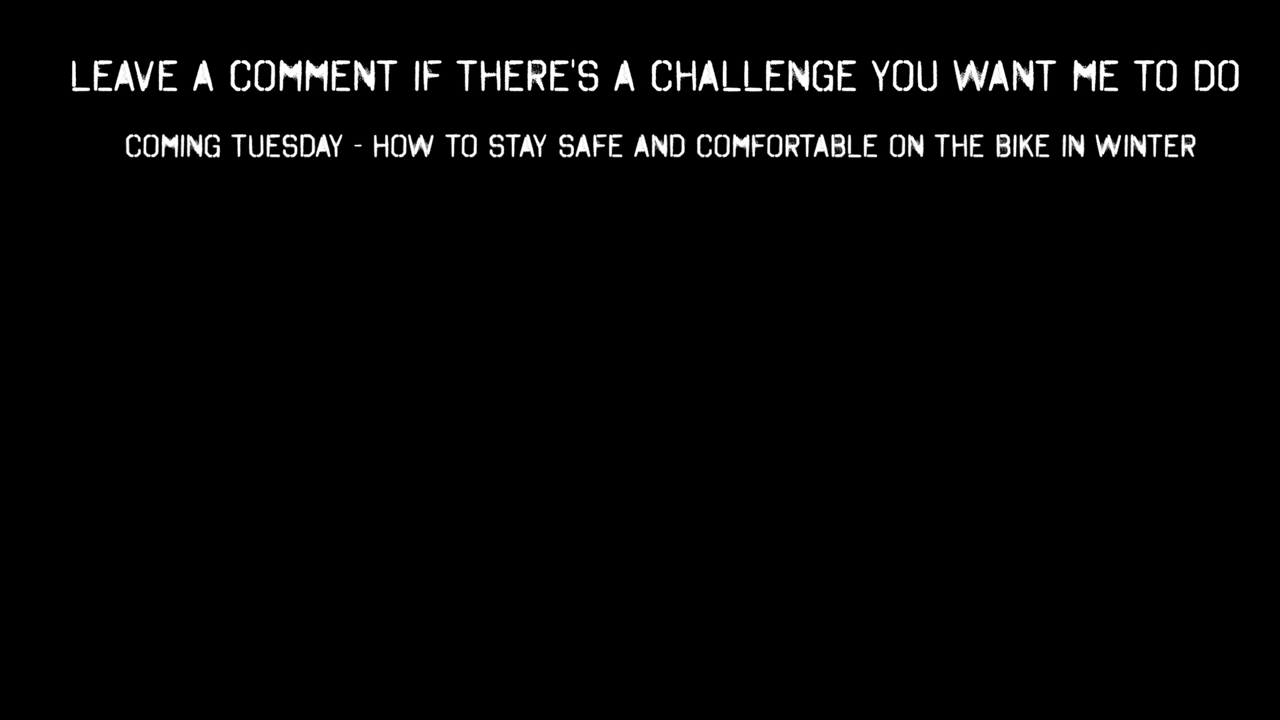 LEAVE A COMMENT IF THERE'S A CHALLENGE YOU WANT ME TO DO
COMING TUESDAY - HOW TO STAY SAFE AND COMFORTABLE ON THE BIKE IN WINTER